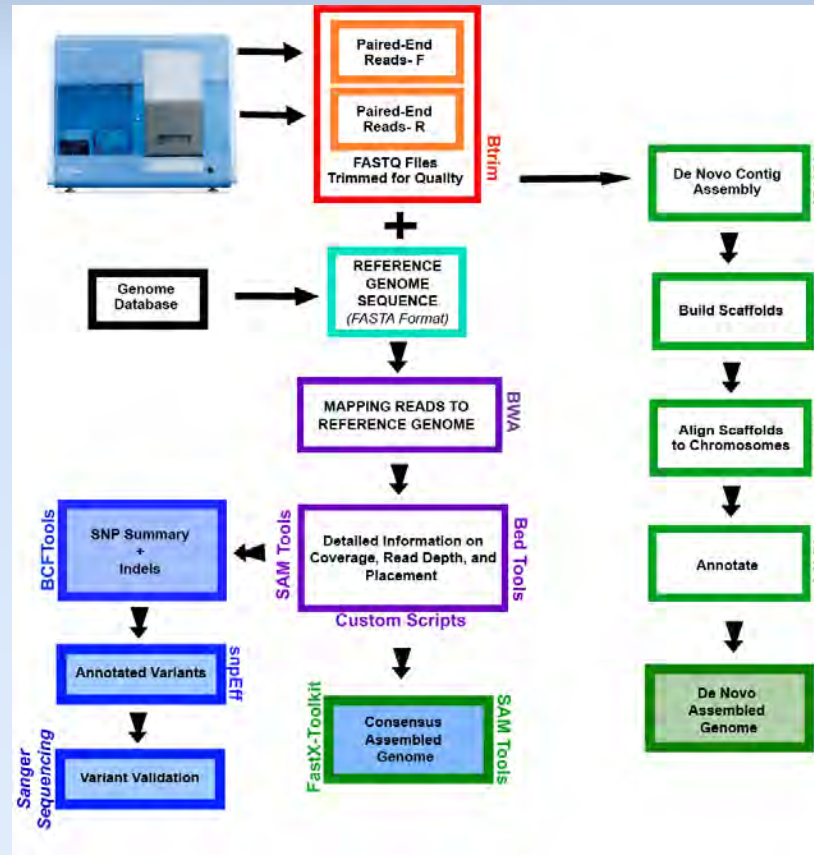 Paired-End
Reads- F
Paired-End
Reads- R
FASTQ Files
Trimmed for Quality
Btrim
De Novo Contig
Assembly
Genome
Database
REFERENCE
GENOME
SEQUENCE
(FASTA Format)
Build Scaffolds
MAPPING READS TO
REFERENCE GENOME
BWA
Align Scaffolds
to Chromosomes
BCFTools
SNP Summary
+
Indels
SAM Tools
Detailed Information on
Coverage, Read Depth, and
Placement
Bed Tools
Custom Scripts
Annotate
Annotated Variants
snpEff
FastX-Toolkit
Consensus
Assembled
Genome
SAM Tools
De Novo
Assembled
Genome
Sanger
Sequencing
Variant Validation